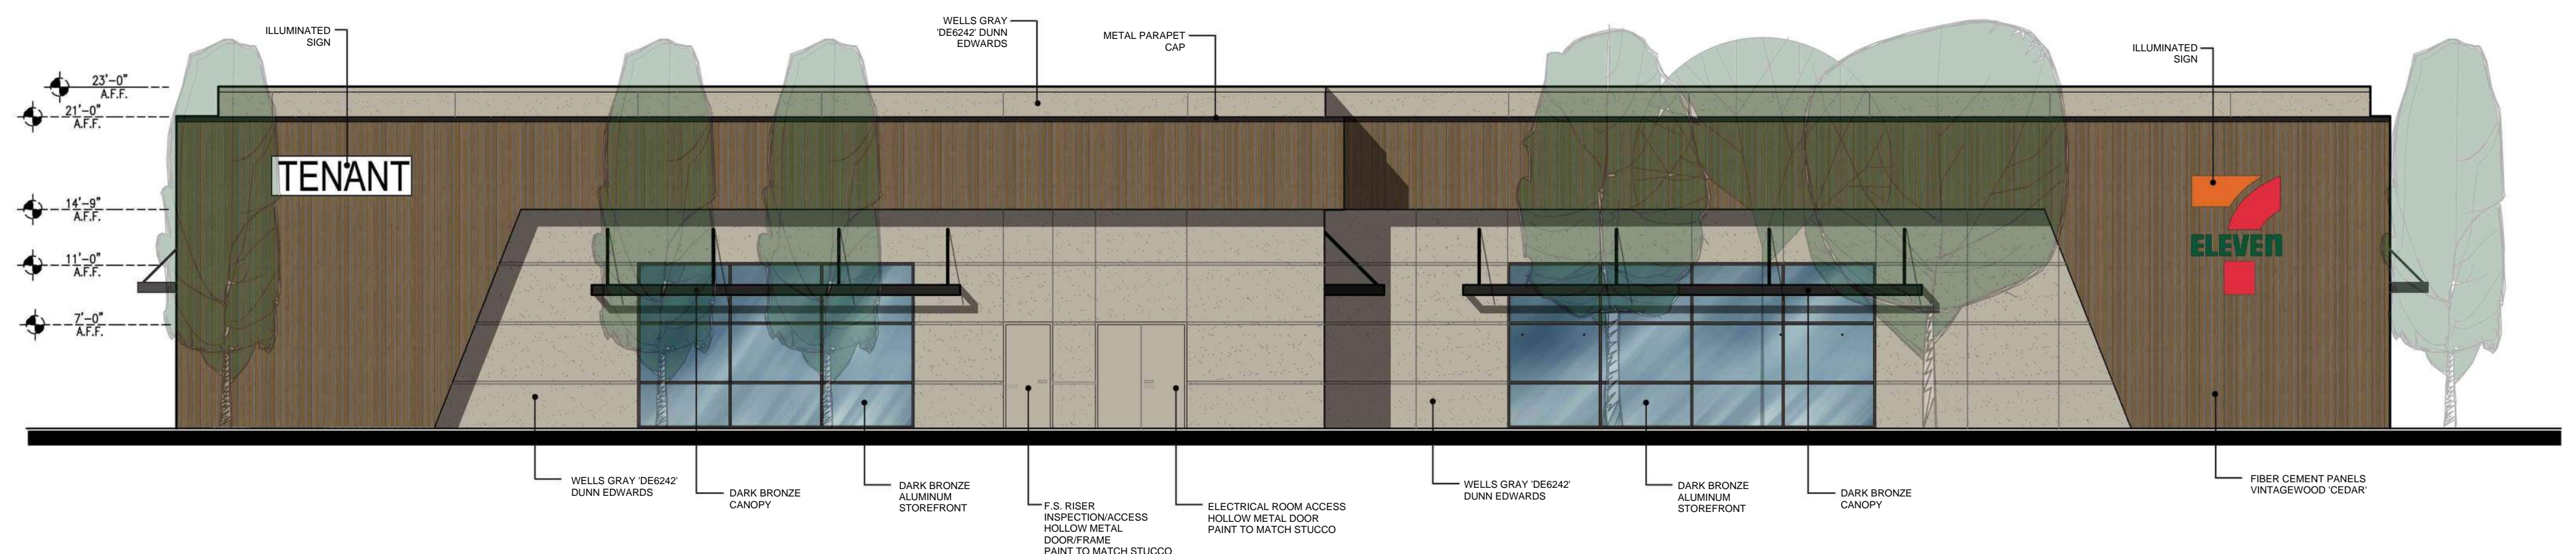 ILLUMINATED
SIGN
WELLS GRAY
'DE6242' DUNN
EDWARDS
METAL PARAPET
CAP
ILLUMINATED
SIGN
23'-0"
A.F.F.
21'-0"
A.F.F.
14'-9"
A.F.F.
11'-0"
A.F.F.
7'-0"
A.F.F.
TENANT
7
ELEVEn
WELLS GRAY 'DE6242'
DUNN EDWARDS
DARK BRONZE
CANOPY
DARK BRONZE
ALUMINUM
STOREFRONT
F.S. RISER
INSPECTION/ACCESS
HOLLOW METAL
DOOR/FRAME
PAINT TO MATCH STUCCO
ELECTRICAL ROOM ACCESS
HOLLOW METAL DOOR
PAINT TO MATCH STUCCO
WELLS GRAY 'DE6242'
DUNN EDWARDS
DARK BRONZE
ALUMINUM
STOREFRONT
DARK BRONZE
CANOPY
FIBER CEMENT PANELS
VINTAGEWOOD 'CEDAR'